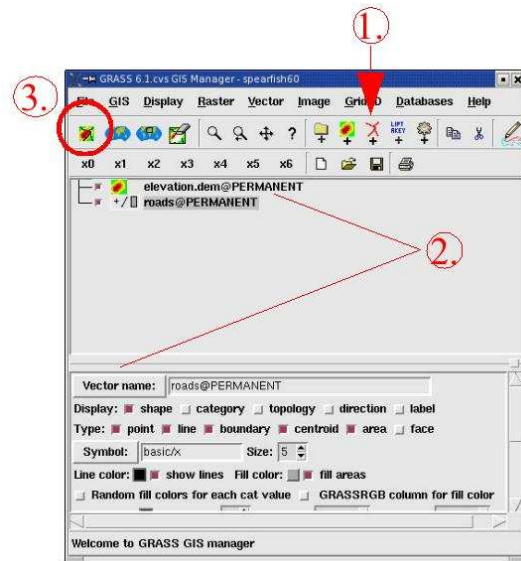 1.
3.
GRASS 6.1.cvs GIS Manager - spearfish60
File GIS Display Raster Vector Image Grid3D Databases Help
?
x0 x1 x2 x3 x4 x5 x6
elevation.dem@PERMANENT
roads@PERMANENT
2.
Vector name: roads@PERMANENT
Display: shape category topology direction label
Type: point line boundary centroid area face
Symbol: basic/x Size: 5
Line color: show lines Fill color: fill areas
Random fill colors for each cat value GRASSRGB column for fill color
Welcome to GRASS GIS manager